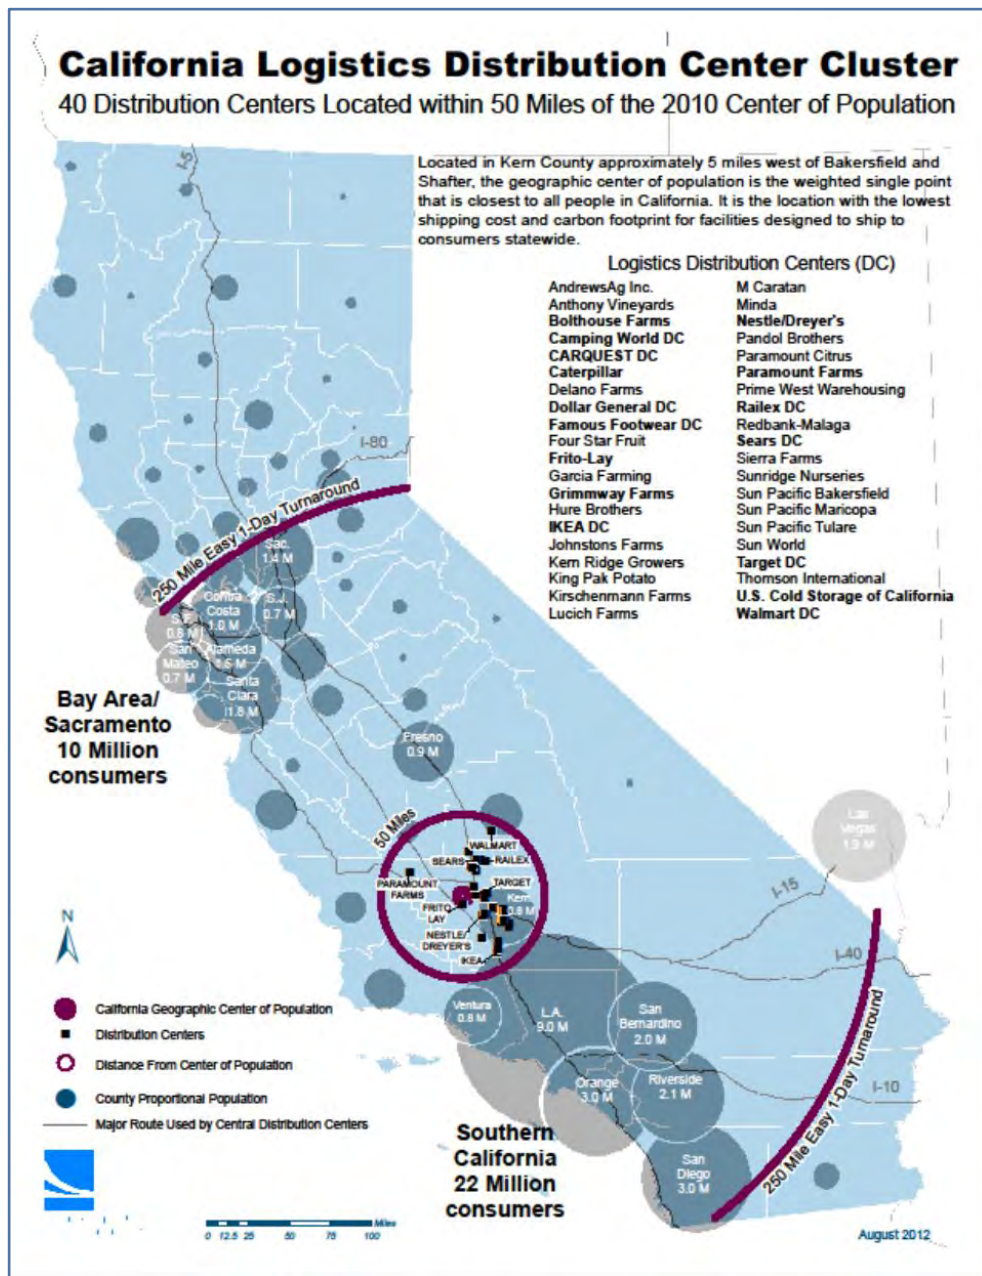 California Logistics Distribution Center Cluster
40 Distribution Centers Located within 50 Miles of the 2010 Center of Population
Located in Kern County approximately 5 miles west of Bakersfield and
Shafter, the geographic center of population is the weighted single point
that is closest to all people in California. It is the location with the lowest
shipping cost and carbon footprint for facilities designed to ship to
consumers statewide.
Logistics Distribution Centers (DC)
AndrewsAg Inc.
Anthony Vineyards
Bolthouse Farms
Camping World DC
CARQUEST DC
Caterpillar
Delano Farms
Dollar General DC
Famous Footwear DC
Four Star Fruit
Frito-Lay
Garcia Farming
Grimmway Farms
Hure Brothers
IKEA DC
Johnstons Farms
Kern Ridge Growers
King Pak Potato
Kirschenmann Farms
Lucich Farms
M Caratan
Minda
Nestle/Dreyer's
Pandol Brothers
Paramount Citrus
Paramount Farms
Prime West Warehousing
Railex DC
Redbank-Malaga
Sears DC
Sierra Farms
Sunridge Nurseries
Sun Pacific Bakersfield
Sun Pacific Maricopa
Sun Pacific Tulare
Sun World
Target DC
Thomson International
U.S. Cold Storage of California
Walmart DC
I-5
I-80
250 Mile Easy 1-Day Turnaround
Sac.
1.4 M
Contra
Costa
1.0 M
S.J.
0.7 M
S.F.
0.8 M
Alameda
1.5 M
San
Mateo
0.7 M
Santa
Clara
1.8 M
Bay Area/
Sacramento
10 Million
consumers
Fresno
0.9 M
50 Miles
WALMART
SEARS
RAILEX
PARAMOUNT
FARMS
TARGET
FRITO
LAY
Kern
0.8 M
NESTLE/
DREYER'S
IKEA
Las
Vegas
1.9 M
I-15
I-40
I-10
250 Mile Easy 1-Day Turnaround
Ventura
0.8 M
L.A.
9.0 M
San
Bernardino
2.0 M
Orange
3.0 M
Riverside
2.1 M
San
Diego
3.0 M
Southern
California
22 Million
consumers
N
California Geographic Center of Population
Distribution Centers
Distance From Center of Population
County Proportional Population
Major Route Used by Central Distribution Centers
Miles
0 12.5 25 50 75 100
August 2012